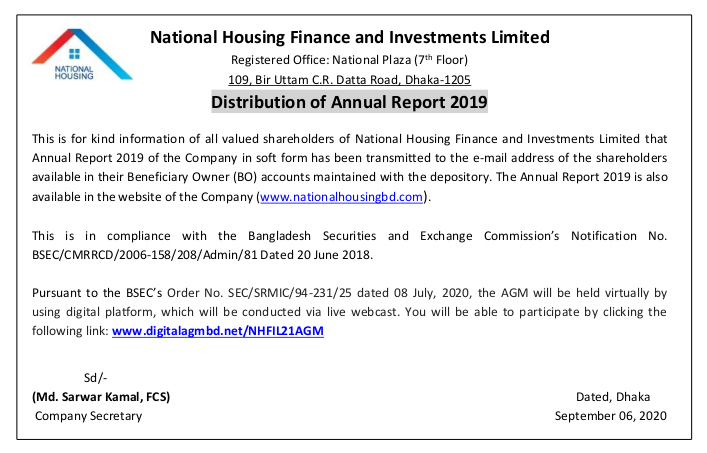 National Housing Finance and Investments Limited
Registered Office: National Plaza (7th Floor)
109, Bir Uttam C.R. Datta Road, Dhaka-1205
NATIONAL
HOUSING
Distribution of Annual Report 2019
This is for kind information of all valued shareholders of National Housing Finance and Investments Limited that
Annual Report 2019 of the Company in soft form has been transmitted to the e-mail address of the shareholders
available in their Beneficiary Owner (BO) accounts maintained with the depository. The Annual Report 2019 is also
available in the website of the Company (www.nationalhousingbd.com).
This is in compliance with the Bangladesh Securities and Exchange Commission’s Notification No.
BSEC/CMRRCD/2006-158/208/Admin/81 Dated 20 June 2018.
Pursuant to the BSEC’s Order No. SEC/SRMIC/94-231/25 dated 08 July, 2020, the AGM will be held virtually by
using digital platform, which will be conducted via live webcast. You will be able to participate by clicking the
following link: www.digitalagmbd.net/NHFIL21AGM
Sd/-
(Md. Sarwar Kamal, FCS) Dated, Dhaka
Company Secretary September 06, 2020